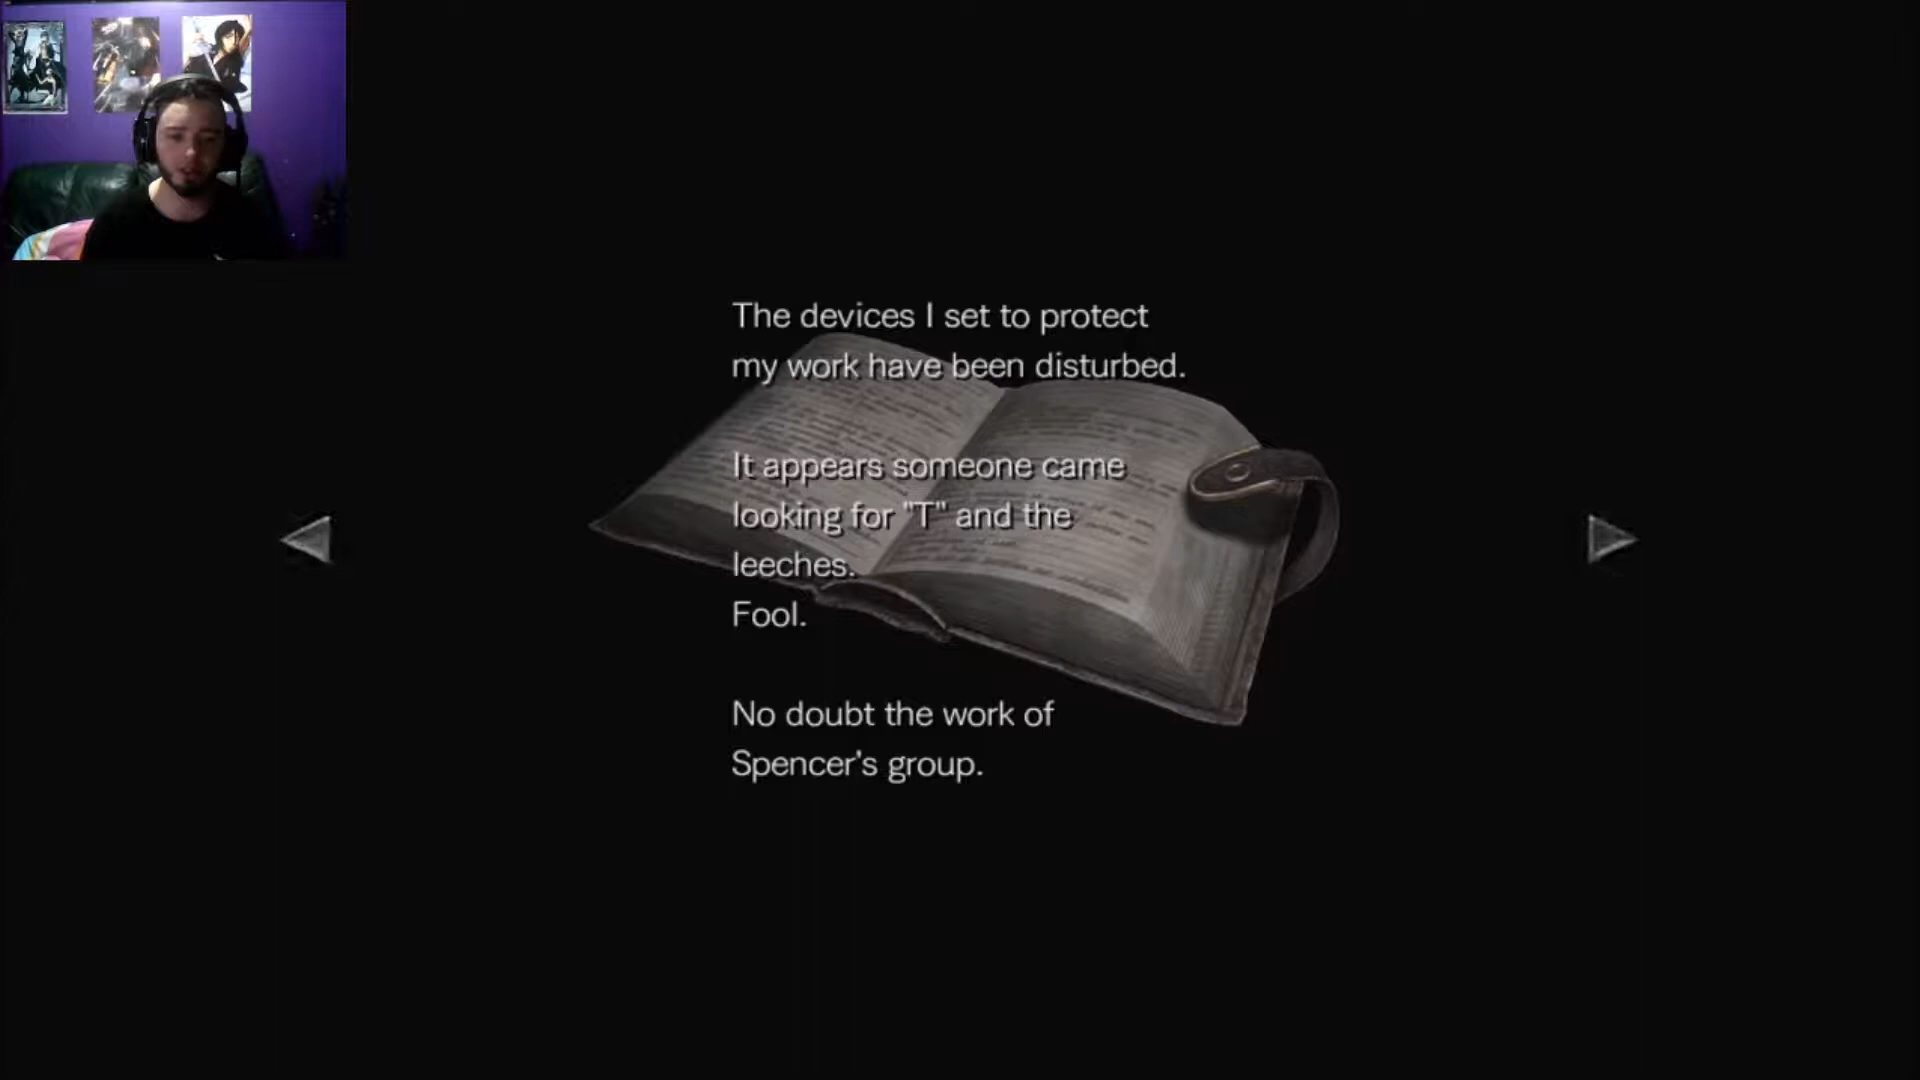 The devices I set to protect
my work have been disturbed.
It appears someone came
looking for "T" and the
leeches.
Fool.
No doubt the work of
Spencer's group.